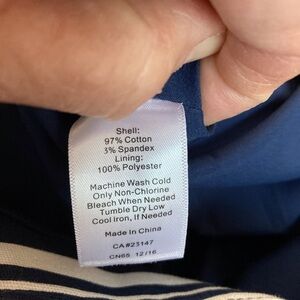 Shell:
97% Cotton
3% Spandex
Lining:
100% Polyester
Machine Wash Cold
Only Non-Chlorine
Bleach When Needed
Tumble Dry Low
Cool Iron, If Needed
Made In China
CA#23147
CN65 12/16